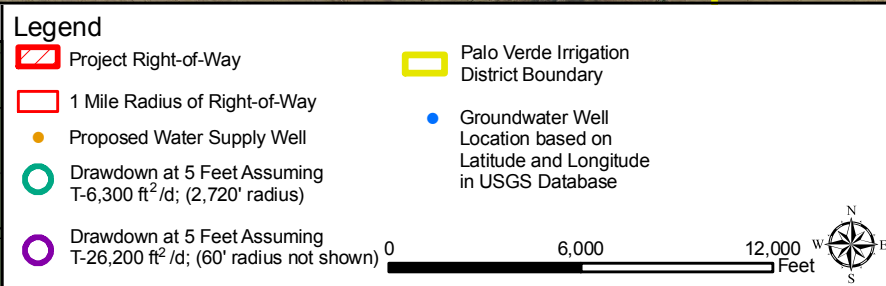 Legend
Project Right-of-Way
1 Mile Radius of Right-of-Way
Proposed Water Supply Well
Drawdown at 5 Feet Assuming
T-6,300 ft²/d; (2,720' radius)
Drawdown at 5 Feet Assuming
T-26,200 ft²/d; (60' radius not shown)
Palo Verde Irrigation
District Boundary
Groundwater Well
Location based on
Latitude and Longitude
in USGS Database
0 6,000 12,000
Feet
N
W E
S